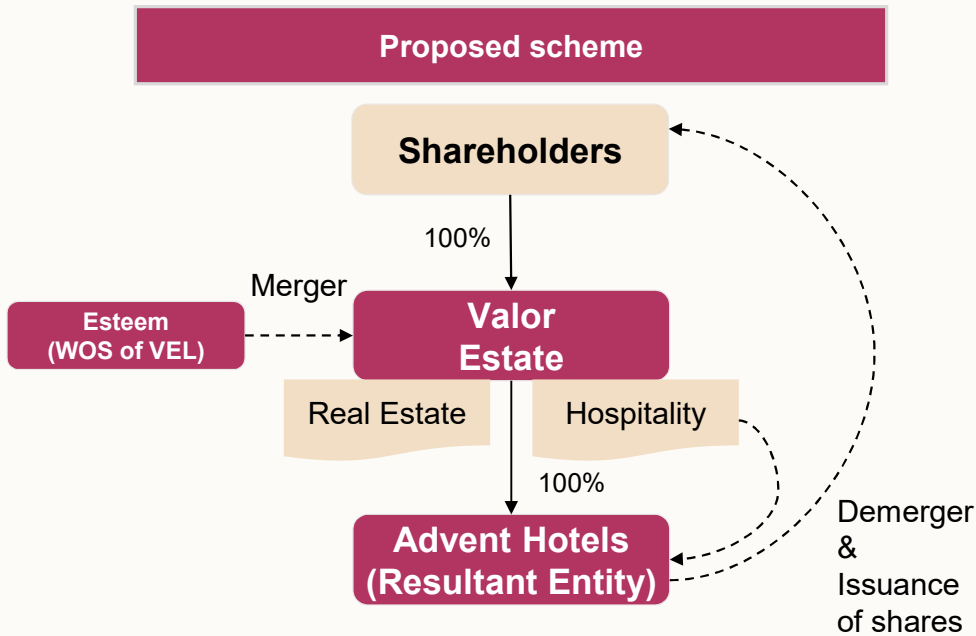 Proposed scheme
Shareholders
100%
Merger
Esteem
(WOS of VEL)
Valor
Estate
Real Estate
Hospitality
100%
Advent Hotels
(Resultant Entity)
Demerger
&
Issuance
of shares